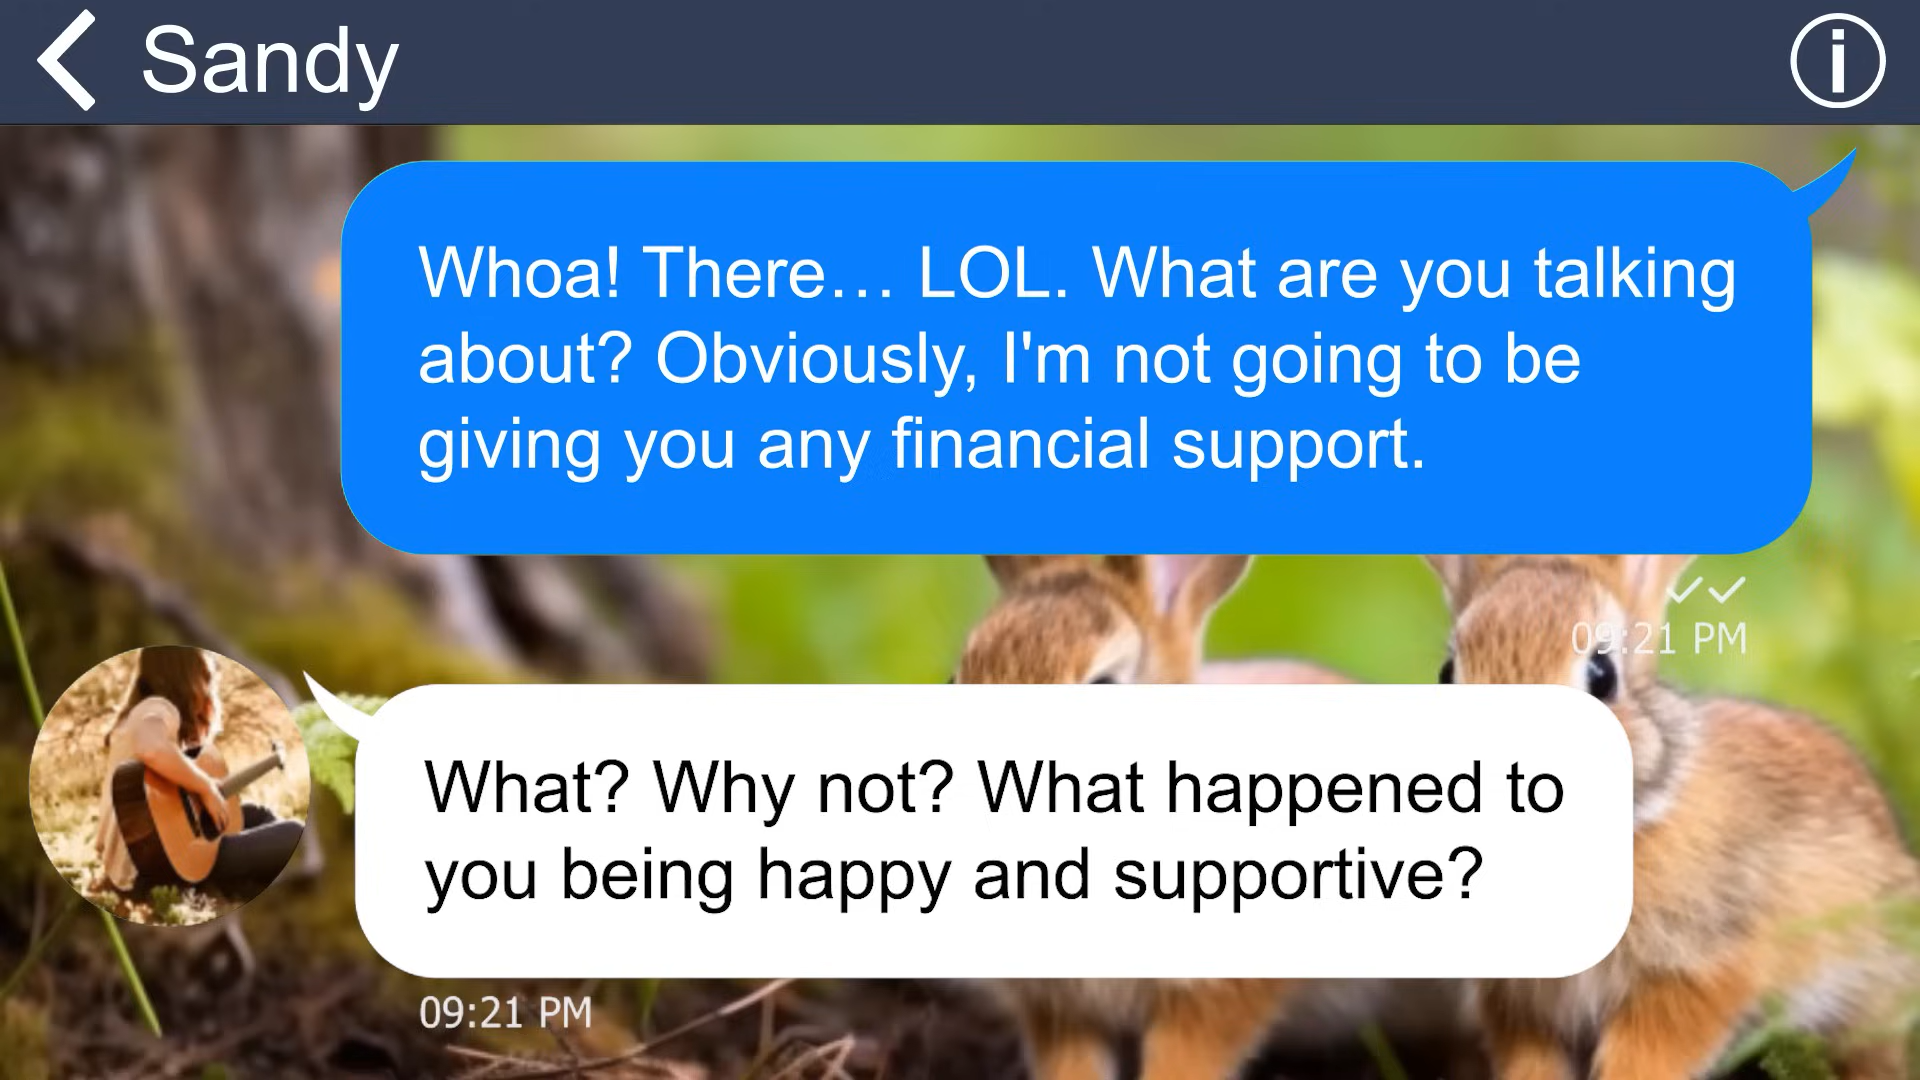 Sandy
Whoa! There… LOL. What are you talking
about? Obviously, I'm not going to be
giving you any financial support.
09:21 PM
What? Why not? What happened to
you being happy and supportive?
09:21 PM